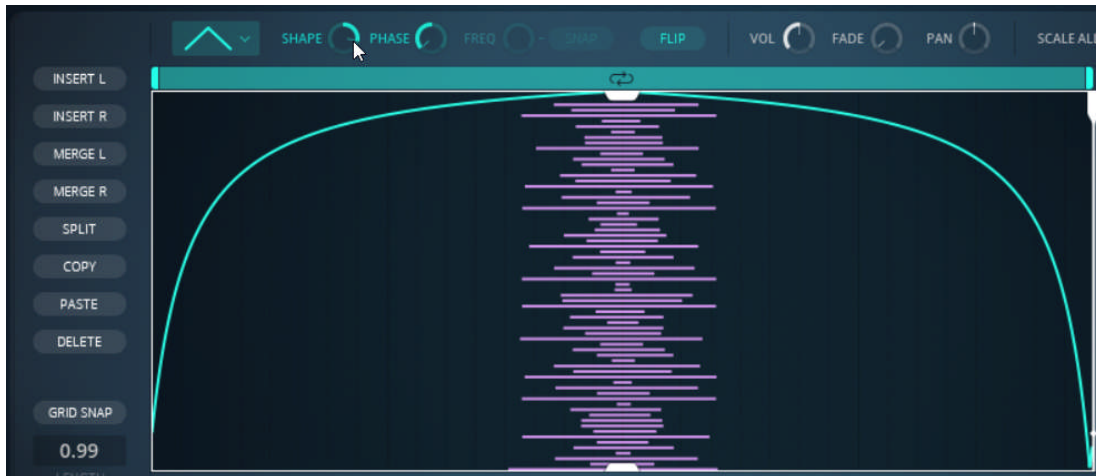 SHAPE PHASE FREQ SNAP FLIP VOL FADE PAN SCALE ALL
INSERT L
INSERT R
MERGE L
MERGE R
SPLIT
COPY
PASTE
DELETE
GRID SNAP
0.99
LENGTH